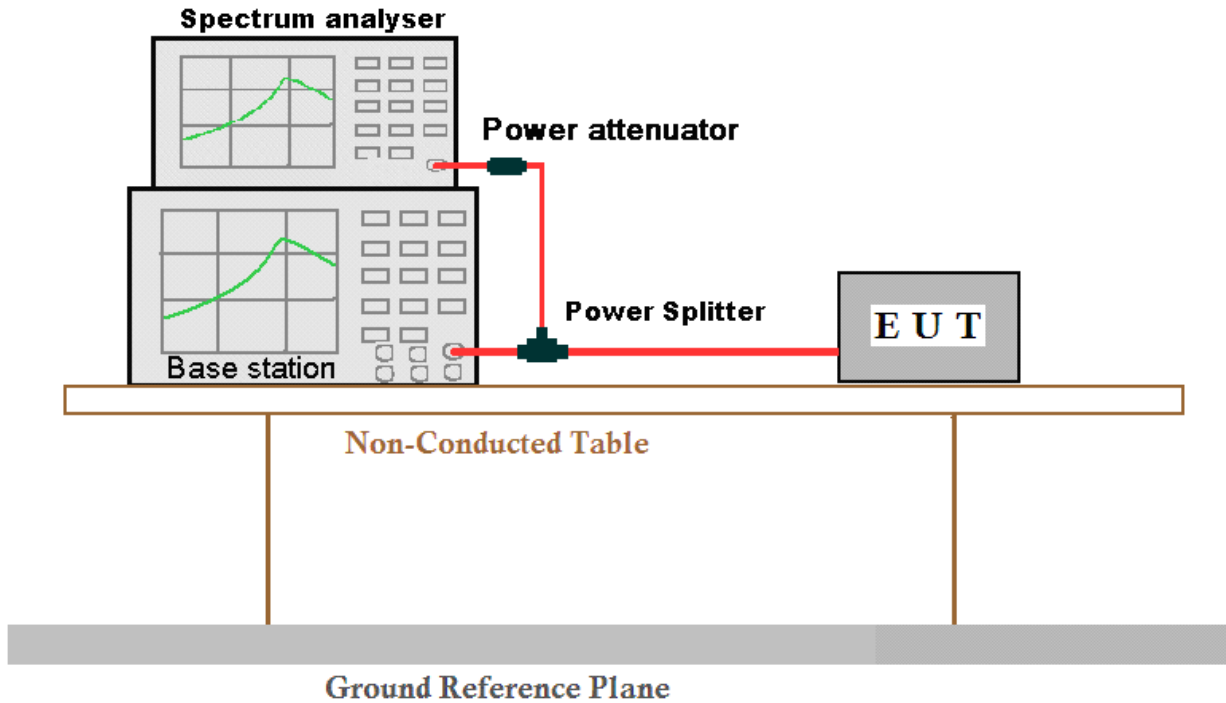 Spectrum analyser
Power attenuator
Power Splitter
E U T
Base station
Non-Conducted Table
Ground Reference Plane